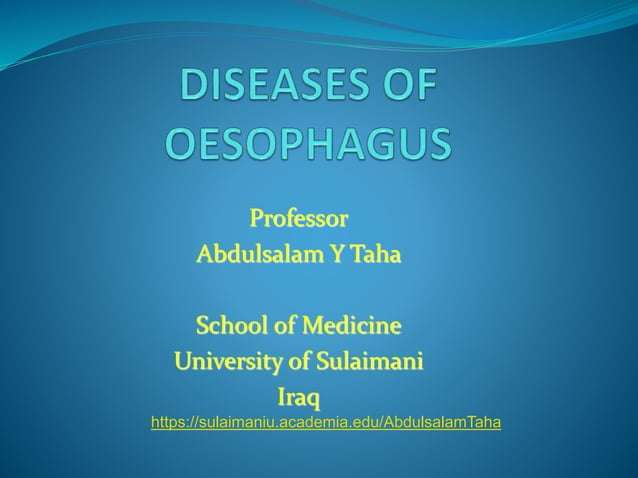 DISEASES OF
OESOPHAGUS
Professor
Abdulsalam Y Taha
School of Medicine
University of Sulaimani
Iraq
https://sulaimaniu.academia.edu/AbdulsalamTaha